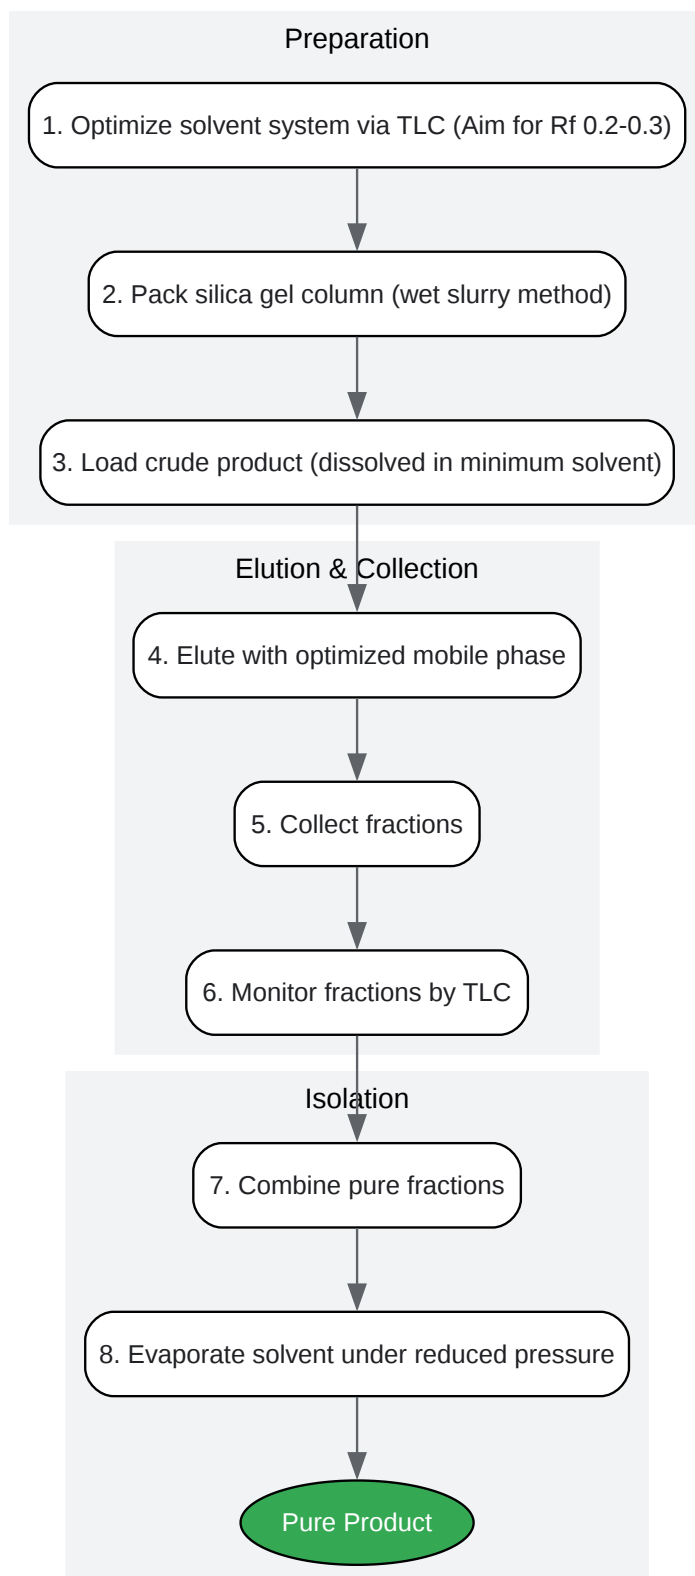 Preparation
1. Optimize solvent system via TLC (Aim for Rf 0.2-0.3)
2. Pack silica gel column (wet slurry method)
3. Load crude product (dissolved in minimum solvent)
Elution & Collection
4. Elute with optimized mobile phase
5. Collect fractions
6. Monitor fractions by TLC
Isolation
7. Combine pure fractions
8. Evaporate solvent under reduced pressure
Pure Product